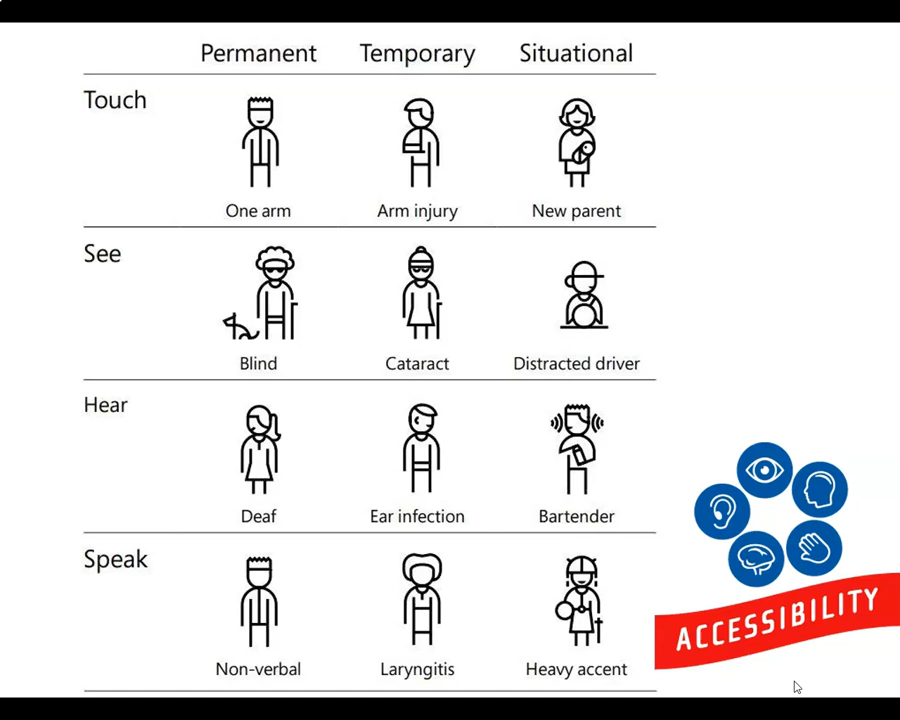 Permanent Temporary Situational
Touch
One arm Arm injury New parent
See
Blind Cataract Distracted driver
Hear
Deaf Ear infection Bartender
Speak
Non-verbal Laryngitis Heavy accent
ACCESSIBILITY